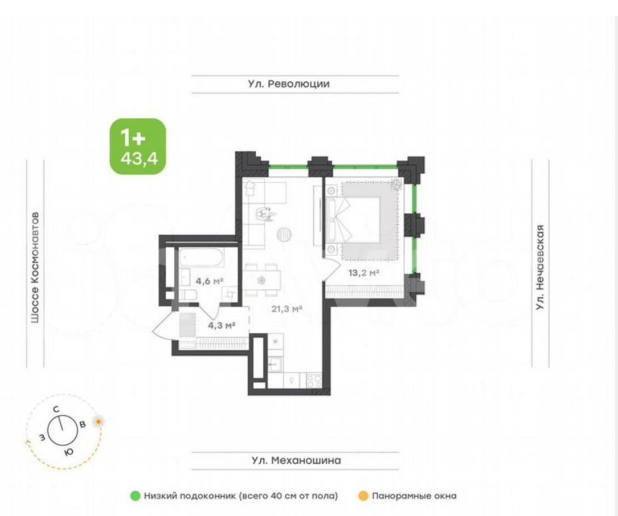 Ул. Революции
1+
43,4
Шоссе Космонавтов
Ул. Нечаевская
4,6 м²
13,2 м²
21,3 м²
4,3 м²
С
В
З
Ю
Ул. Механошина
Низкий подоконник (всего 40 см от пола)
Панорамные окна